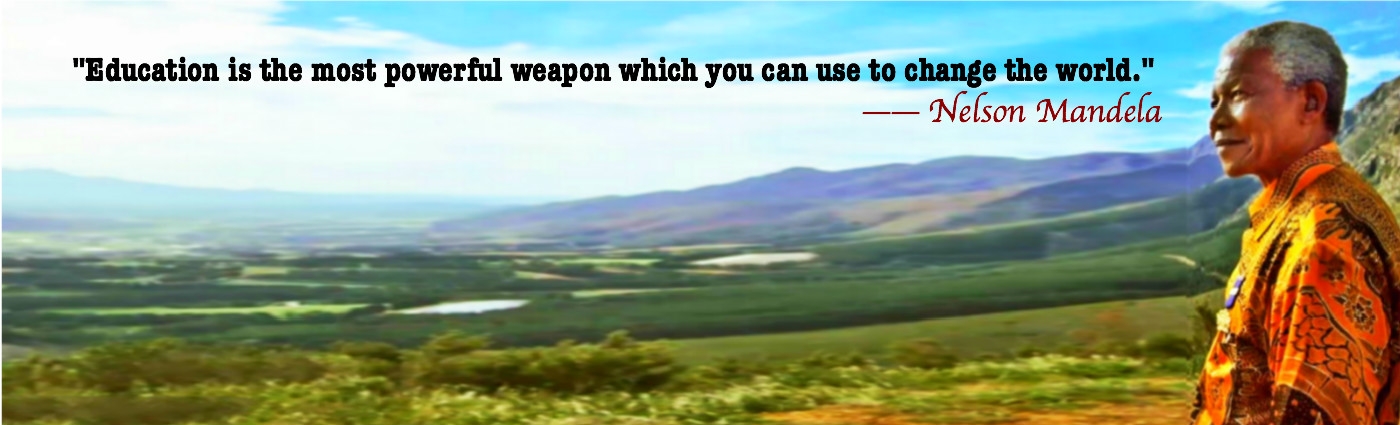 "Education is the most powerful weapon which you can use to change the world."
—— Nelson Mandela